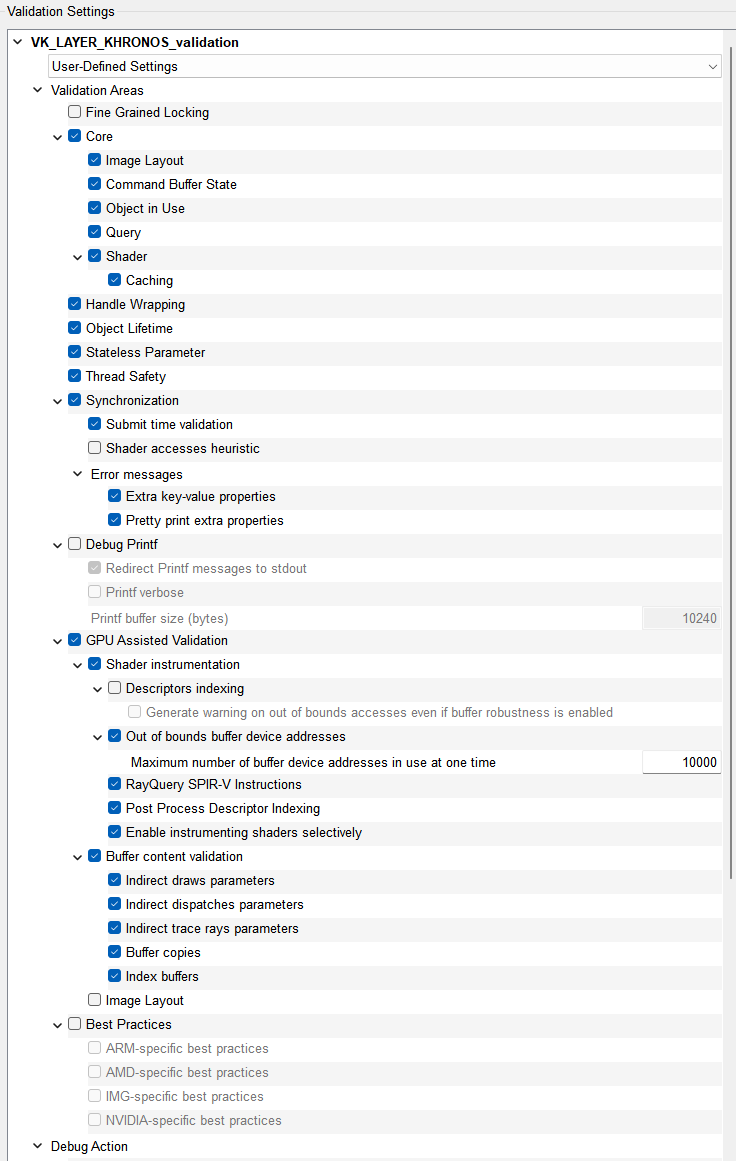 Validation Settings
VK_LAYER_KHRONOS_validation
User-Defined Settings
Validation Areas
Fine Grained Locking
Core
Image Layout
Command Buffer State
Object in Use
Query
Shader
Caching
Handle Wrapping
Object Lifetime
Stateless Parameter
Thread Safety
Synchronization
Submit time validation
Shader accesses heuristic
Error messages
Extra key-value properties
Pretty print extra properties
Debug Printf
Redirect Printf messages to stdout
Printf verbose
Printf buffer size (bytes) 10240
GPU Assisted Validation
Shader instrumentation
Descriptors indexing
Generate warning on out of bounds accesses even if buffer robustness is enabled
Out of bounds buffer device addresses
Maximum number of buffer device addresses in use at one time 10000
RayQuery SPIR-V Instructions
Post Process Descriptor Indexing
Enable instrumenting shaders selectively
Buffer content validation
Indirect draws parameters
Indirect dispatches parameters
Indirect trace rays parameters
Buffer copies
Index buffers
Image Layout
Best Practices
ARM-specific best practices
AMD-specific best practices
IMG-specific best practices
NVIDIA-specific best practices
Debug Action